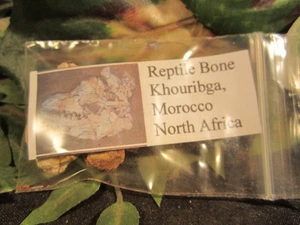 Reptile Bone
Khouribga,
Morocco
North Africa